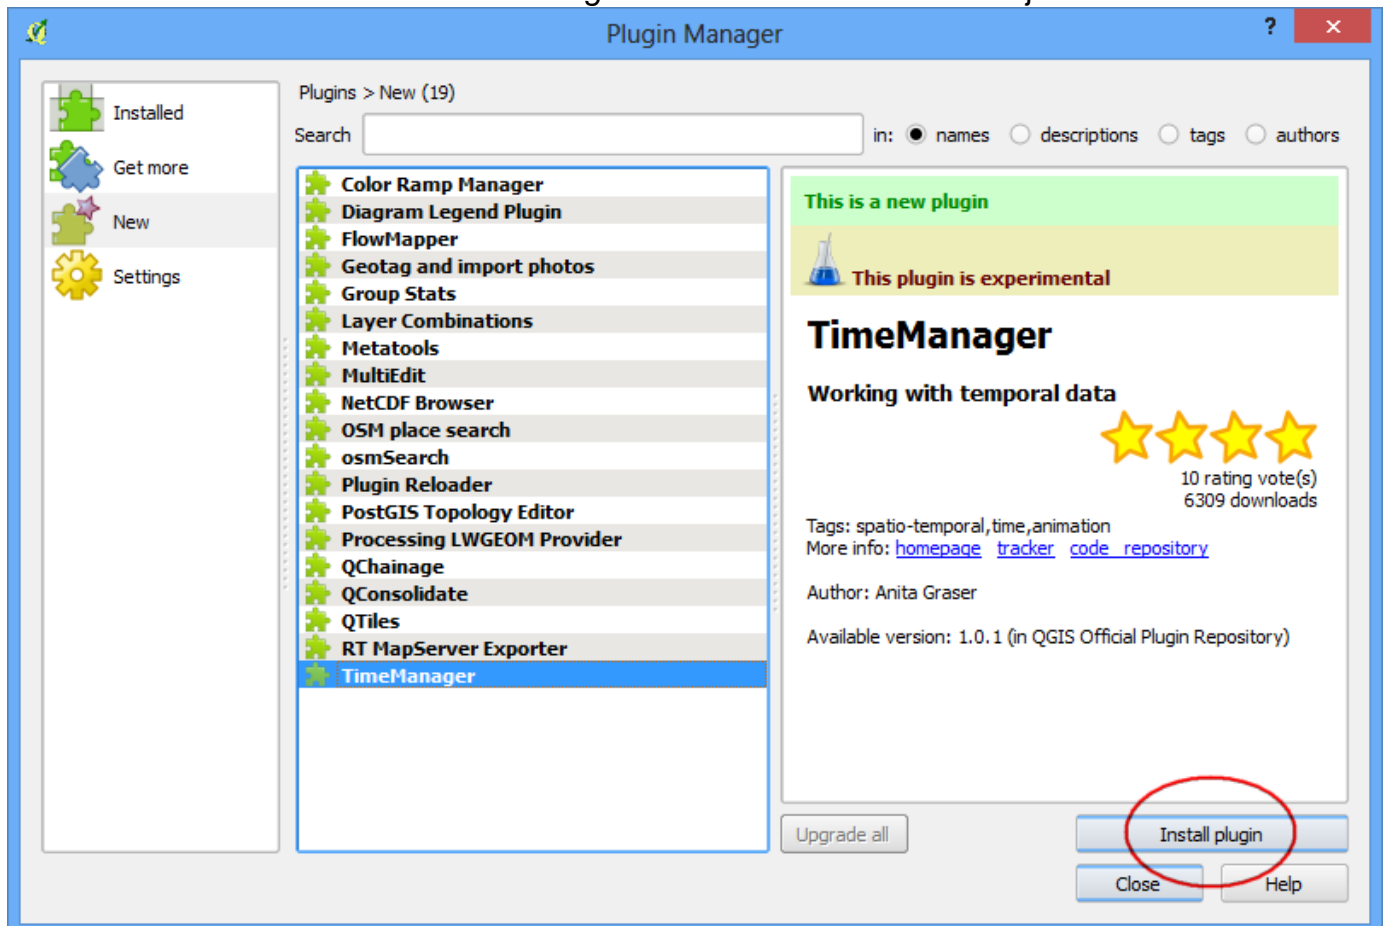 Plugin Manager
?
Installed
Get more
New
Settings
Plugins > New (19)
Search
in: names descriptions tags authors
Color Ramp Manager
Diagram Legend Plugin
FlowMapper
Geotag and import photos
Group Stats
Layer Combinations
Metatools
MultiEdit
NetCDF Browser
OSM place search
osmSearch
Plugin Reloader
PostGIS Topology Editor
Processing LWGEOM Provider
QChainage
QConsolidate
QTiles
RT MapServer Exporter
TimeManager
This is a new plugin
This plugin is experimental
TimeManager
Working with temporal data
10 rating vote(s)
6309 downloads
Tags: spatio-temporal,time,animation
More info: homepage tracker code_repository
Author: Anita Graser
Available version: 1.0.1 (in QGIS Official Plugin Repository)
Upgrade all
Install plugin
Close
Help